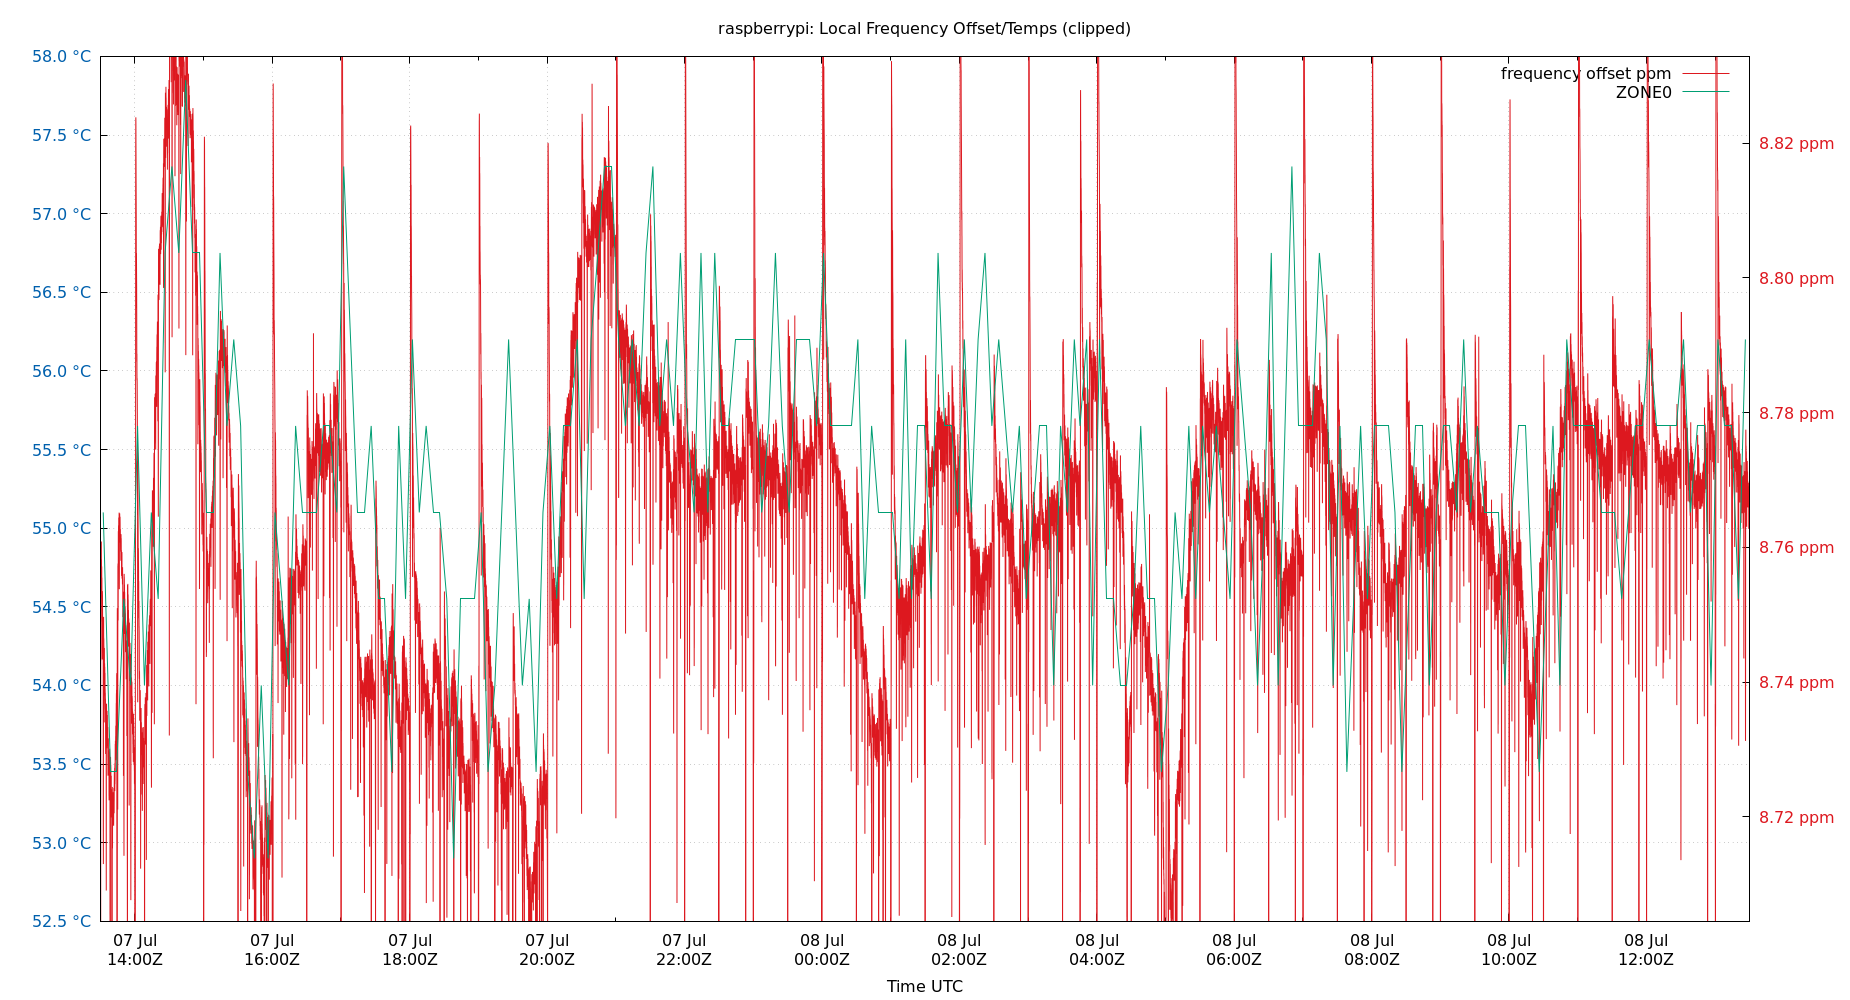 raspberrypi: Local Frequency Offset/Temps (clipped)
frequency offset ppm
ZONE0
58.0 °C
57.5 °C
57.0 °C
56.5 °C
56.0 °C
55.5 °C
55.0 °C
54.5 °C
54.0 °C
53.5 °C
53.0 °C
52.5 °C
8.82 ppm
8.80 ppm
8.78 ppm
8.76 ppm
8.74 ppm
8.72 ppm
07 Jul
14:00Z
07 Jul
16:00Z
07 Jul
18:00Z
07 Jul
20:00Z
07 Jul
22:00Z
08 Jul
00:00Z
08 Jul
02:00Z
08 Jul
04:00Z
08 Jul
06:00Z
08 Jul
08:00Z
08 Jul
10:00Z
08 Jul
12:00Z
Time UTC